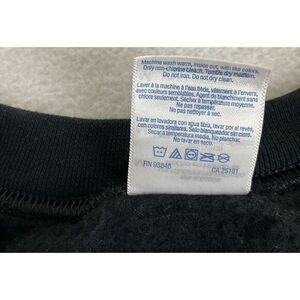 Machine wash warm, inside out, with like colors.
Only non-chlorine bleach. Tumble dry medium.
Do not iron. Do not dry clean.
Laver à la machine à l'eau tiède, vêtement à l'envers,
avec couleurs semblables. Agent de blanchiment sans
chlore seulement. Sécher à température moyenne.
Ne pas repasser.
Ne pas nettoyer à sec.
Lavar en lavadora con agua tibia, lavar por el revés,
con colores similares. Sólo blanqueador sin cloro.
Secar a temperatura media. No planchar.
No lavar en seco.
RN 93846 CA 25181